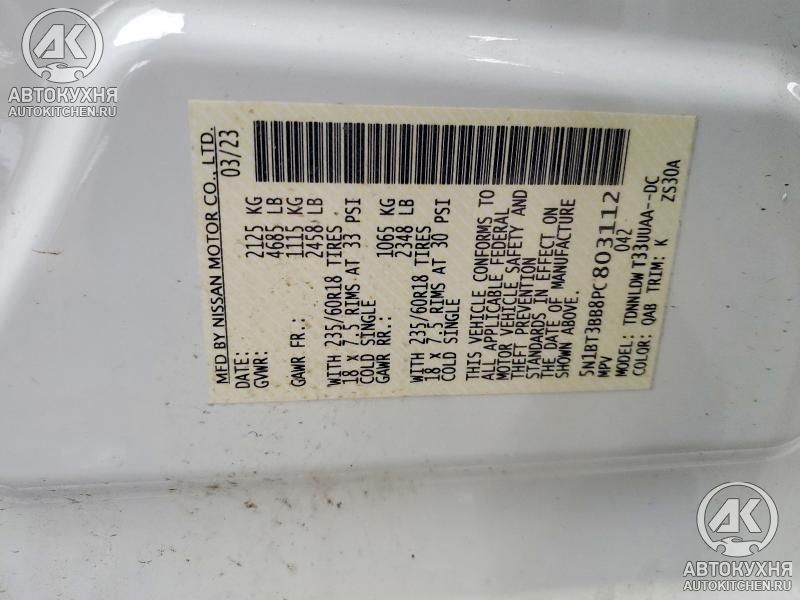 АВТОКУХНЯ
AUTOKITCHEN.RU
MFD BY NISSAN MOTOR CO., LTD.
DATE: 03/23
GVWR: 2125 KG
4685 LB
GAWR FR.: 1115 KG
2458 LB
WITH 235/60R18 TIRES
18 X 7.5 RIMS AT 33 PSI
COLD SINGLE
GAWR RR.: 1065 KG
2348 LB
WITH 235/60R18 TIRES
18 X 7.5 RIMS AT 30 PSI
COLD SINGLE
THIS VEHICLE CONFORMS TO
ALL APPLICABLE FEDERAL
MOTOR VEHICLE SAFETY AND
THEFT PREVENTION
STANDARDS IN EFFECT ON
THE DATE OF MANUFACTURE
SHOWN ABOVE.
5N1BT3BB8PC803112
MPV 042
MODEL: TDNNLDWT33UUAA--DC
COLOR: QAB TRIM: K ZS30A
АВТОКУХНЯ
AUTOKITCHEN.RU